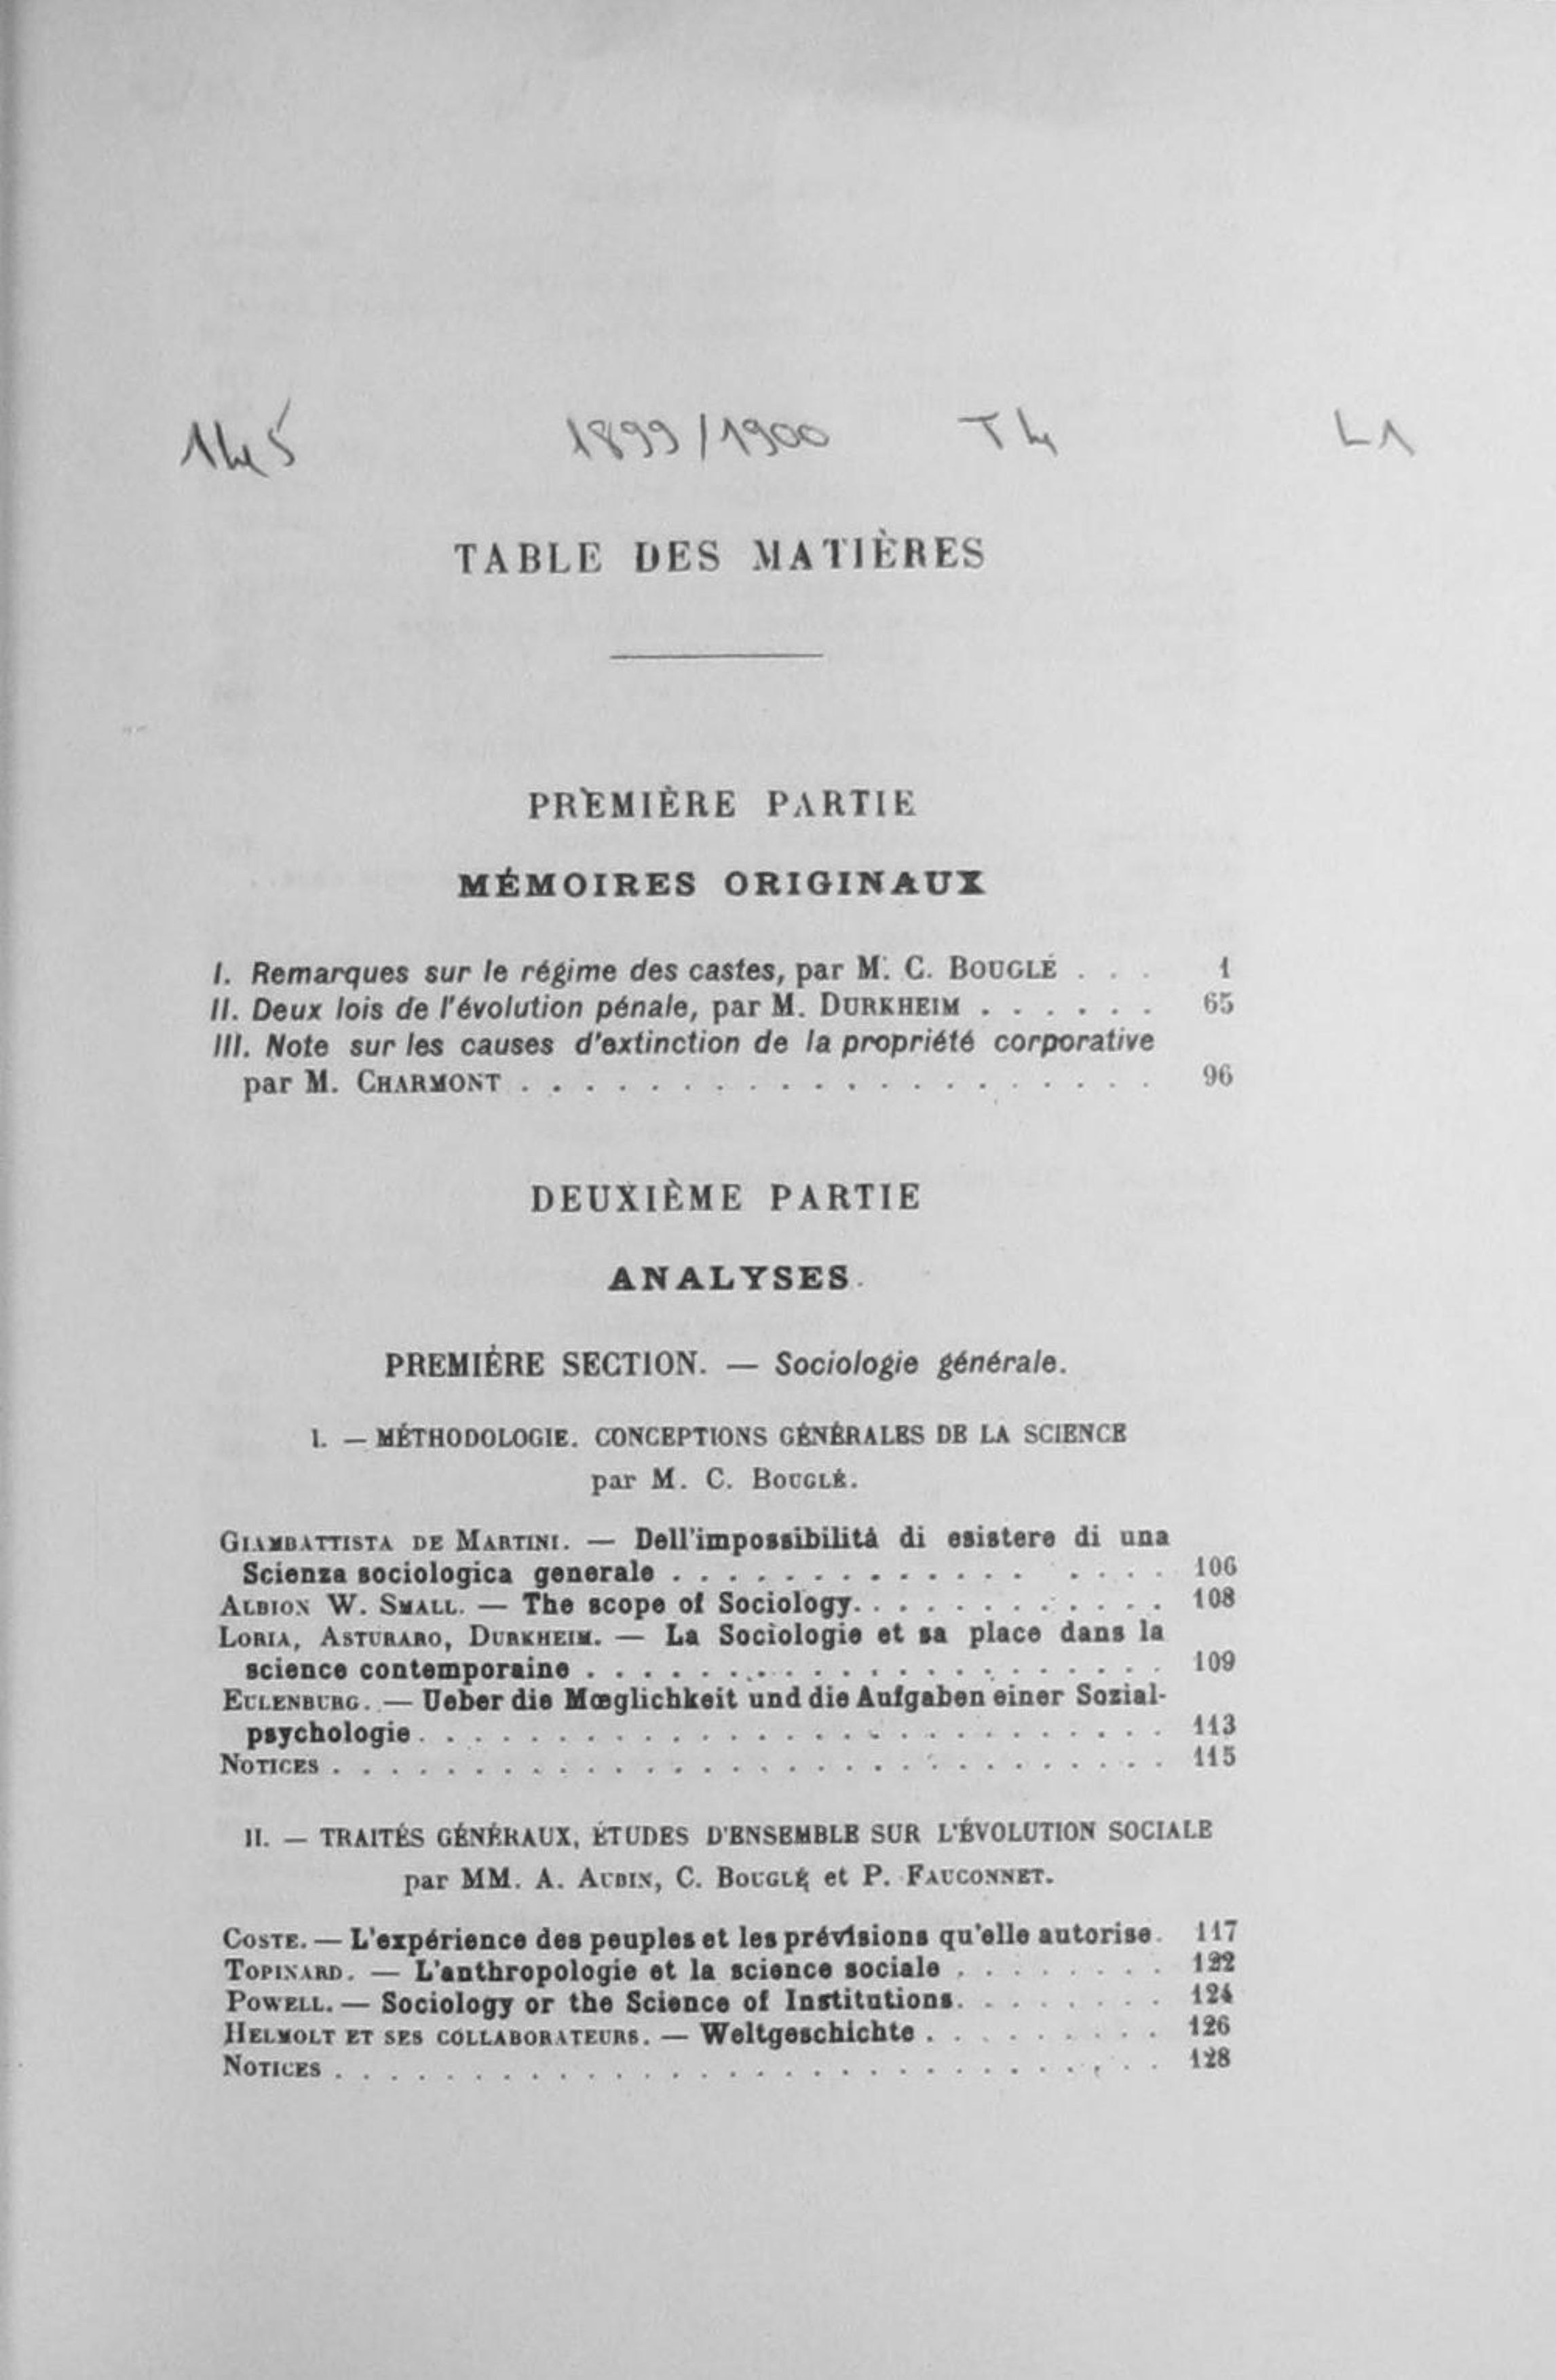 145 1899/1900 T4 L1
TABLE DES MATIÈRES
PREMIÈRE PARTIE
MÉMOIRES ORIGINAUX
I. Remarques sur le régime des castes, par M. C. BOUGLÉ . . . 1
II. Deux lois de l'évolution pénale, par M. DURKHEIM . . . . . . 65
III. Note sur les causes d'extinction de la propriété corporative
par M. CHARMONT . . . . . . . . . . . . . . . . . . . . 96
DEUXIÈME PARTIE
ANALYSES.
PREMIÈRE SECTION. — Sociologie générale.
I. — MÉTHODOLOGIE. CONCEPTIONS GÉNÉRALES DE LA SCIENCE
par M. C. BOUGLÉ.
GIAMBATTISTA DE MARTINI. — Dell'impossibilità di esistere di una
Scienza sociologica generale . . . . . . . . . . . . . . . . . 106
ALBION W. SMALL. — The scope of Sociology. . . . . . . . . . . . 108
LORIA, ASTURARO, DURKHEIM. — La Sociologie et sa place dans la
science contemporaine . . . . . . . . . . . . . . . . . . . . . 109
EULENBURG. — Ueber die Mœglichkeit und die Aufgaben einer Sozial-
psychologie. . . . . . . . . . . . . . . . . . . . . . . . . . . 113
NOTICES . . . . . . . . . . . . . . . . . . . . . . . . . . . . . . 115
II. — TRAITÉS GÉNÉRAUX, ÉTUDES D'ENSEMBLE SUR L'ÉVOLUTION SOCIALE
par MM. A. AUBIN, C. BOUGLÉ et P. FAUCONNET.
COSTE. — L'expérience des peuples et les prévisions qu'elle autorise. 117
TOPINARD. — L'anthropologie et la science sociale . . . . . . . . 122
POWELL. — Sociology or the Science of Institutions. . . . . . . . 124
HELMOLT ET SES COLLABORATEURS. — Weltgeschichte . . . . . . . . . 126
NOTICES . . . . . . . . . . . . . . . . . . . . . . . . . . . . . . 128